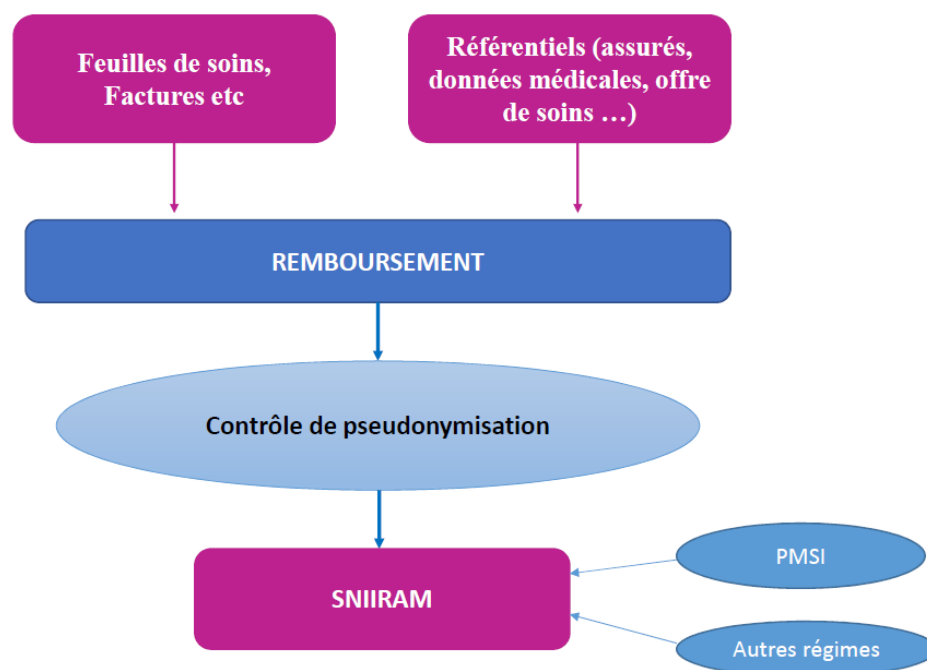 Feuilles de soins,
Factures etc
Référentiels (assurés,
données médicales, offre
de soins …)
REMBOURSEMENT
Contrôle de pseudonymisation
SNIIRAM
PMSI
Autres régimes